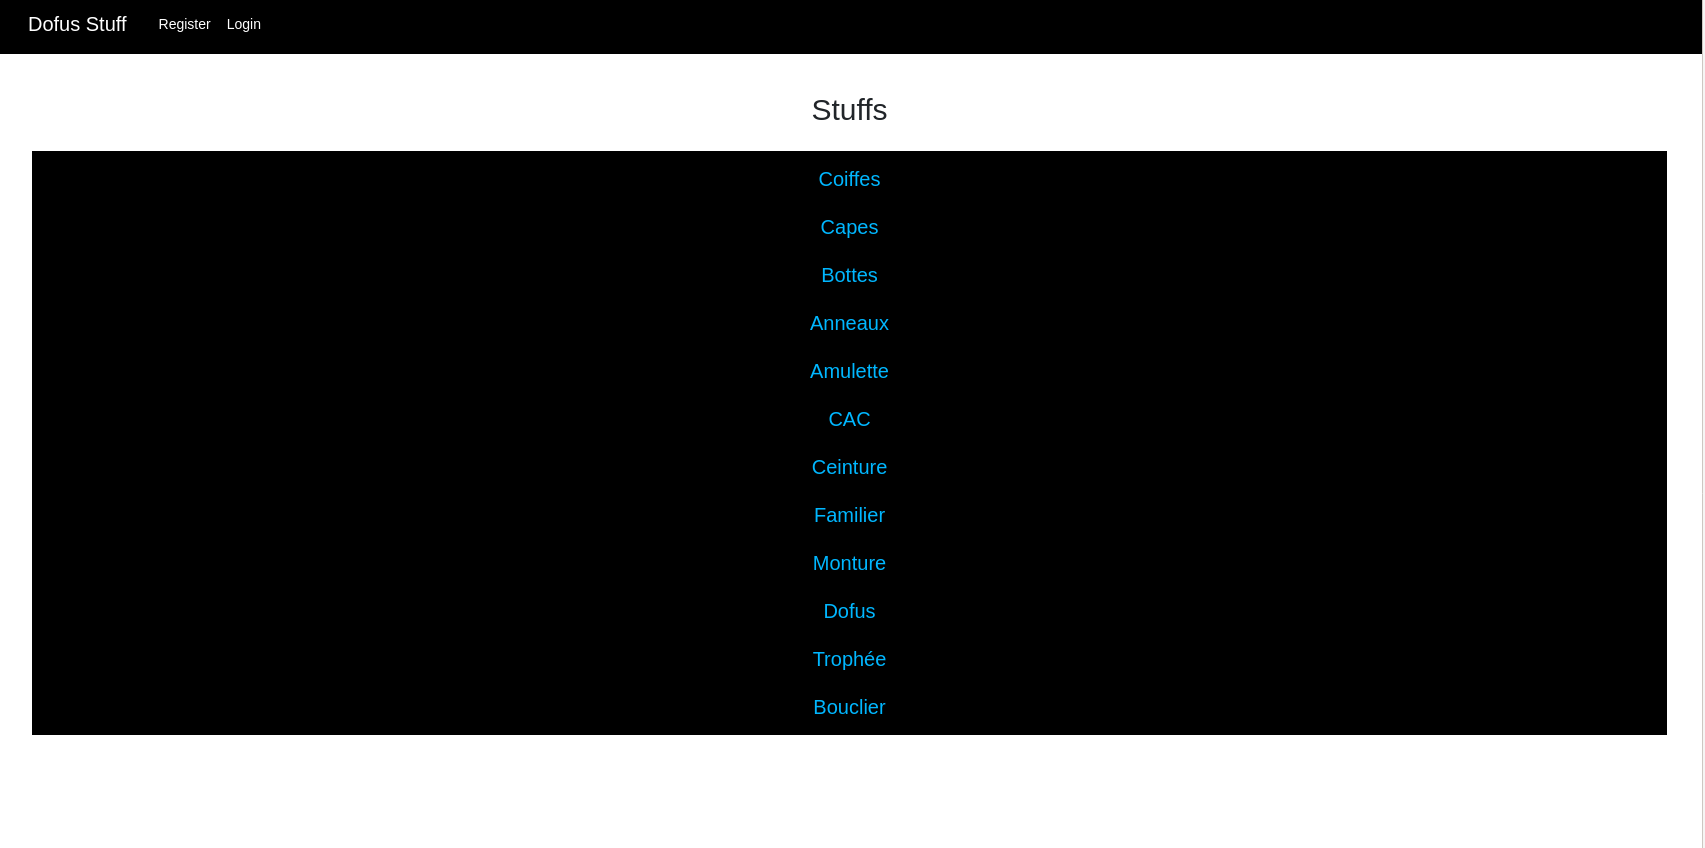 Dofus Stuff Register Login
Stuffs
Coiffes
Capes
Bottes
Anneaux
Amulette
CAC
Ceinture
Familier
Monture
Dofus
Trophée
Bouclier